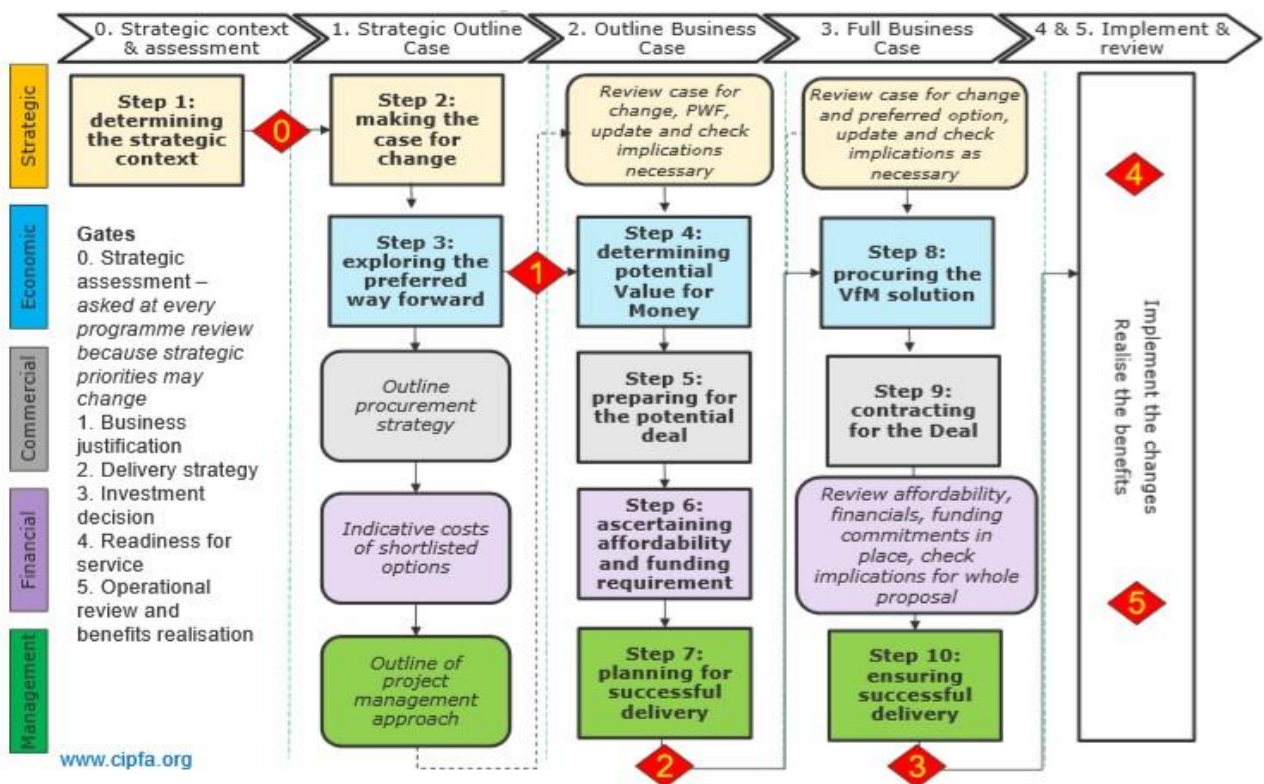 0. Strategic context
& assessment
1. Strategic Outline
Case
2. Outline Business
Case
3. Full Business
Case
4 & 5. Implement &
review
Strategic
Economic
Commercial
Financial
Management
Step 1:
determining
the strategic
context
0
Gates
0. Strategic
assessment –
asked at every
programme review
because strategic
priorities may
change
1. Business
justification
2. Delivery strategy
3. Investment
decision
4. Readiness for
service
5. Operational
review and
benefits realisation
www.cipfa.org
Step 2:
making the
case for
change
Step 3:
exploring the
preferred
way forward
1
Outline
procurement
strategy
Indicative costs
of shortlisted
options
Outline of
project
management
approach
Review case for
change, PWF,
update and check
implications
necessary
Step 4:
determining
potential
Value for
Money
Step 5:
preparing for
the potential
deal
Step 6:
ascertaining
affordability
and funding
requirement
Step 7:
planning for
successful
delivery
2
Review case for change
and preferred option,
update and check
implications as
necessary
Step 8:
procuring the
VfM solution
Step 9:
contracting
for the Deal
Review affordability,
financials, funding
commitments in
place, check
implications for whole
proposal
Step 10:
ensuring
successful
delivery
3
4
Implement the changes
Realise the benefits
5